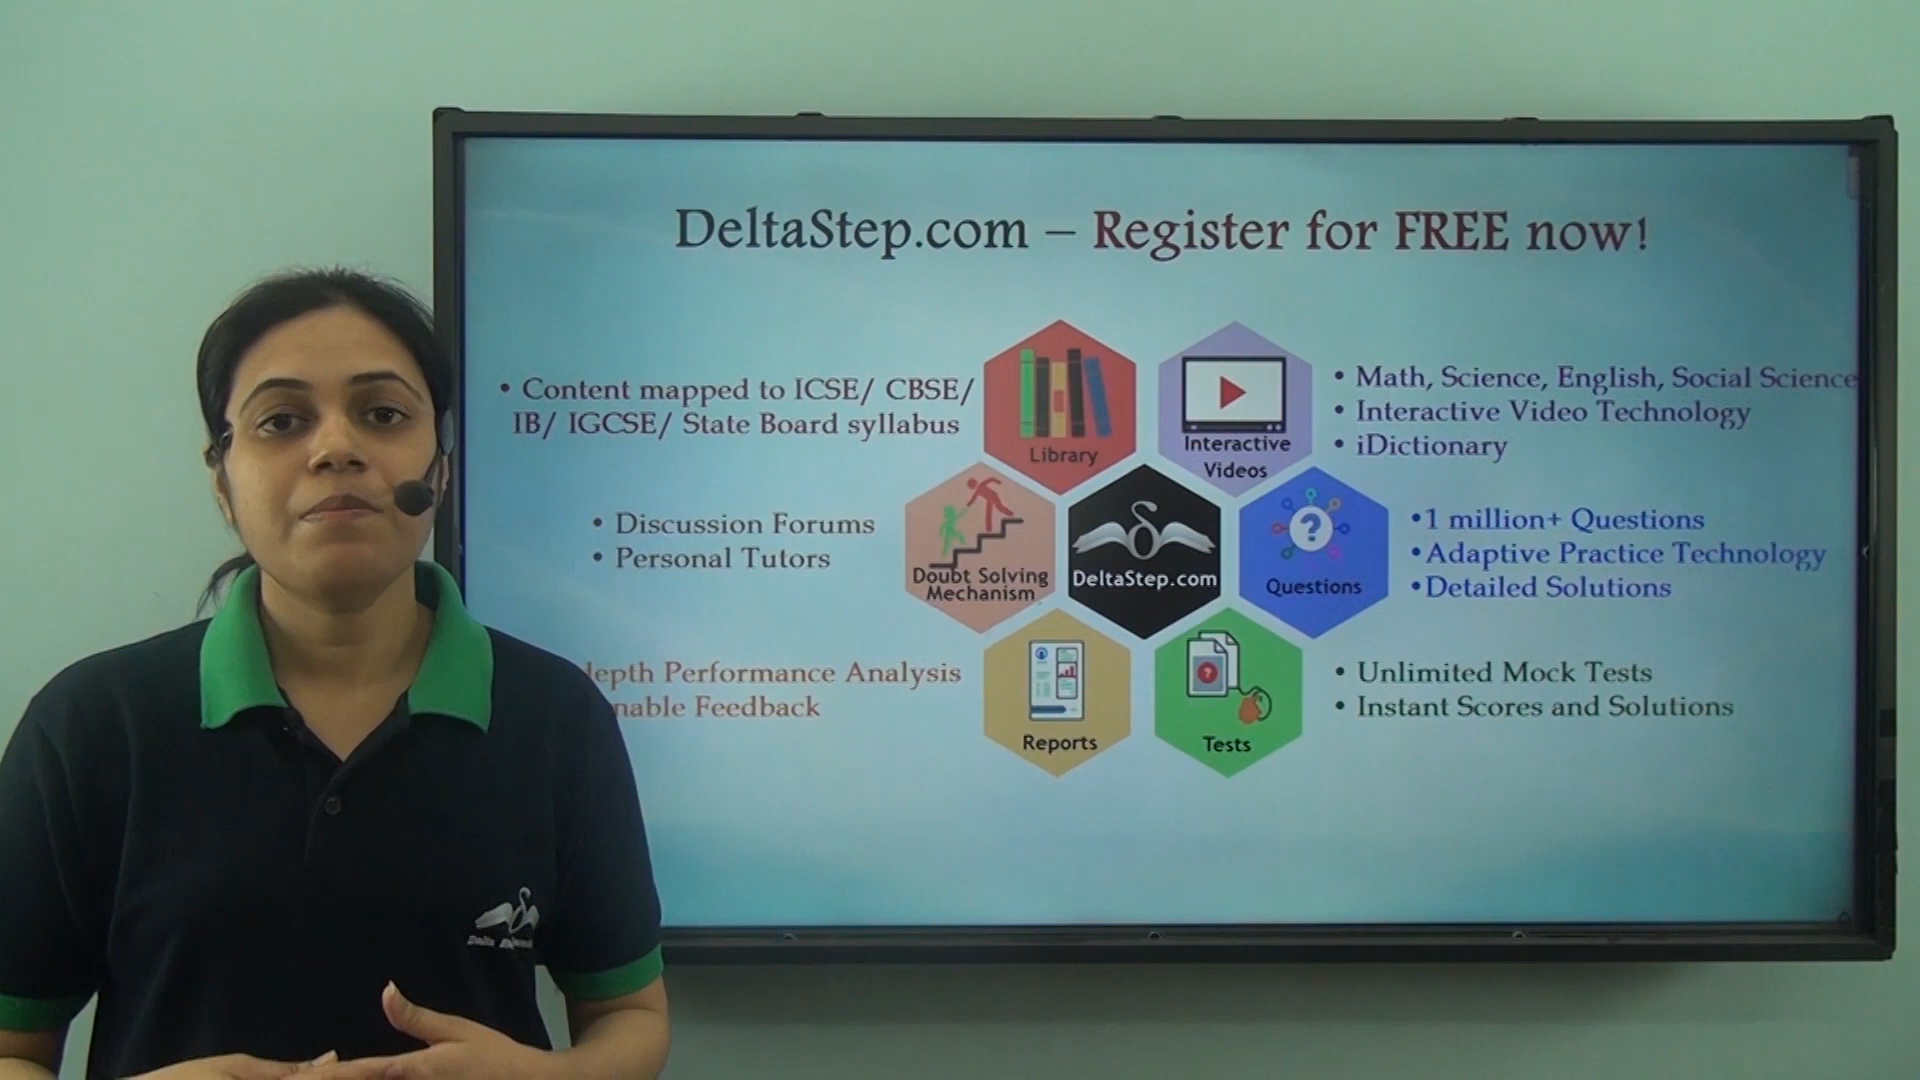 DeltaStep.com – Register for FREE now!
• Content mapped to ICSE/ CBSE/
IB/ IGCSE/ State Board syllabus
Library
Interactive
Videos
• Math, Science, English, Social Science
• Interactive Video Technology
• iDictionary
• Discussion Forums
• Personal Tutors
Doubt Solving
Mechanism
DeltaStep.com
Questions
•1 million+ Questions
•Adaptive Practice Technology
•Detailed Solutions
depth Performance Analysis
nable Feedback
Reports
Tests
• Unlimited Mock Tests
• Instant Scores and Solutions
Delta